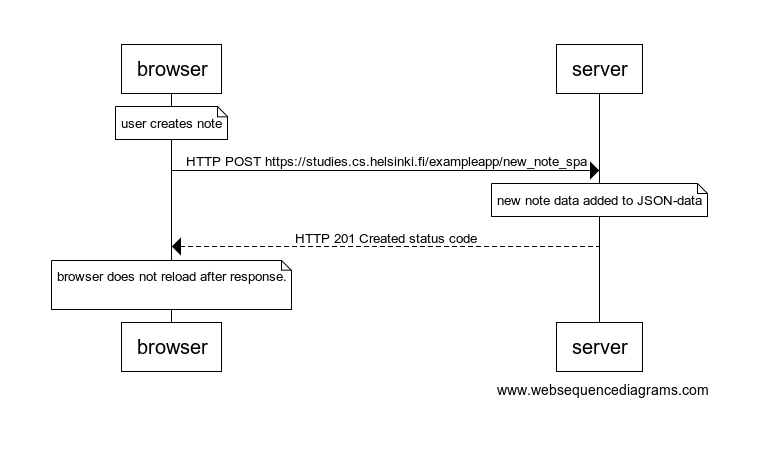 browser
server
user creates note
HTTP POST https://studies.cs.helsinki.fi/exampleapp/new_note_spa
new note data added to JSON-data
HTTP 201 Created status code
browser does not reload after response.
browser
server
www.websequencediagrams.com